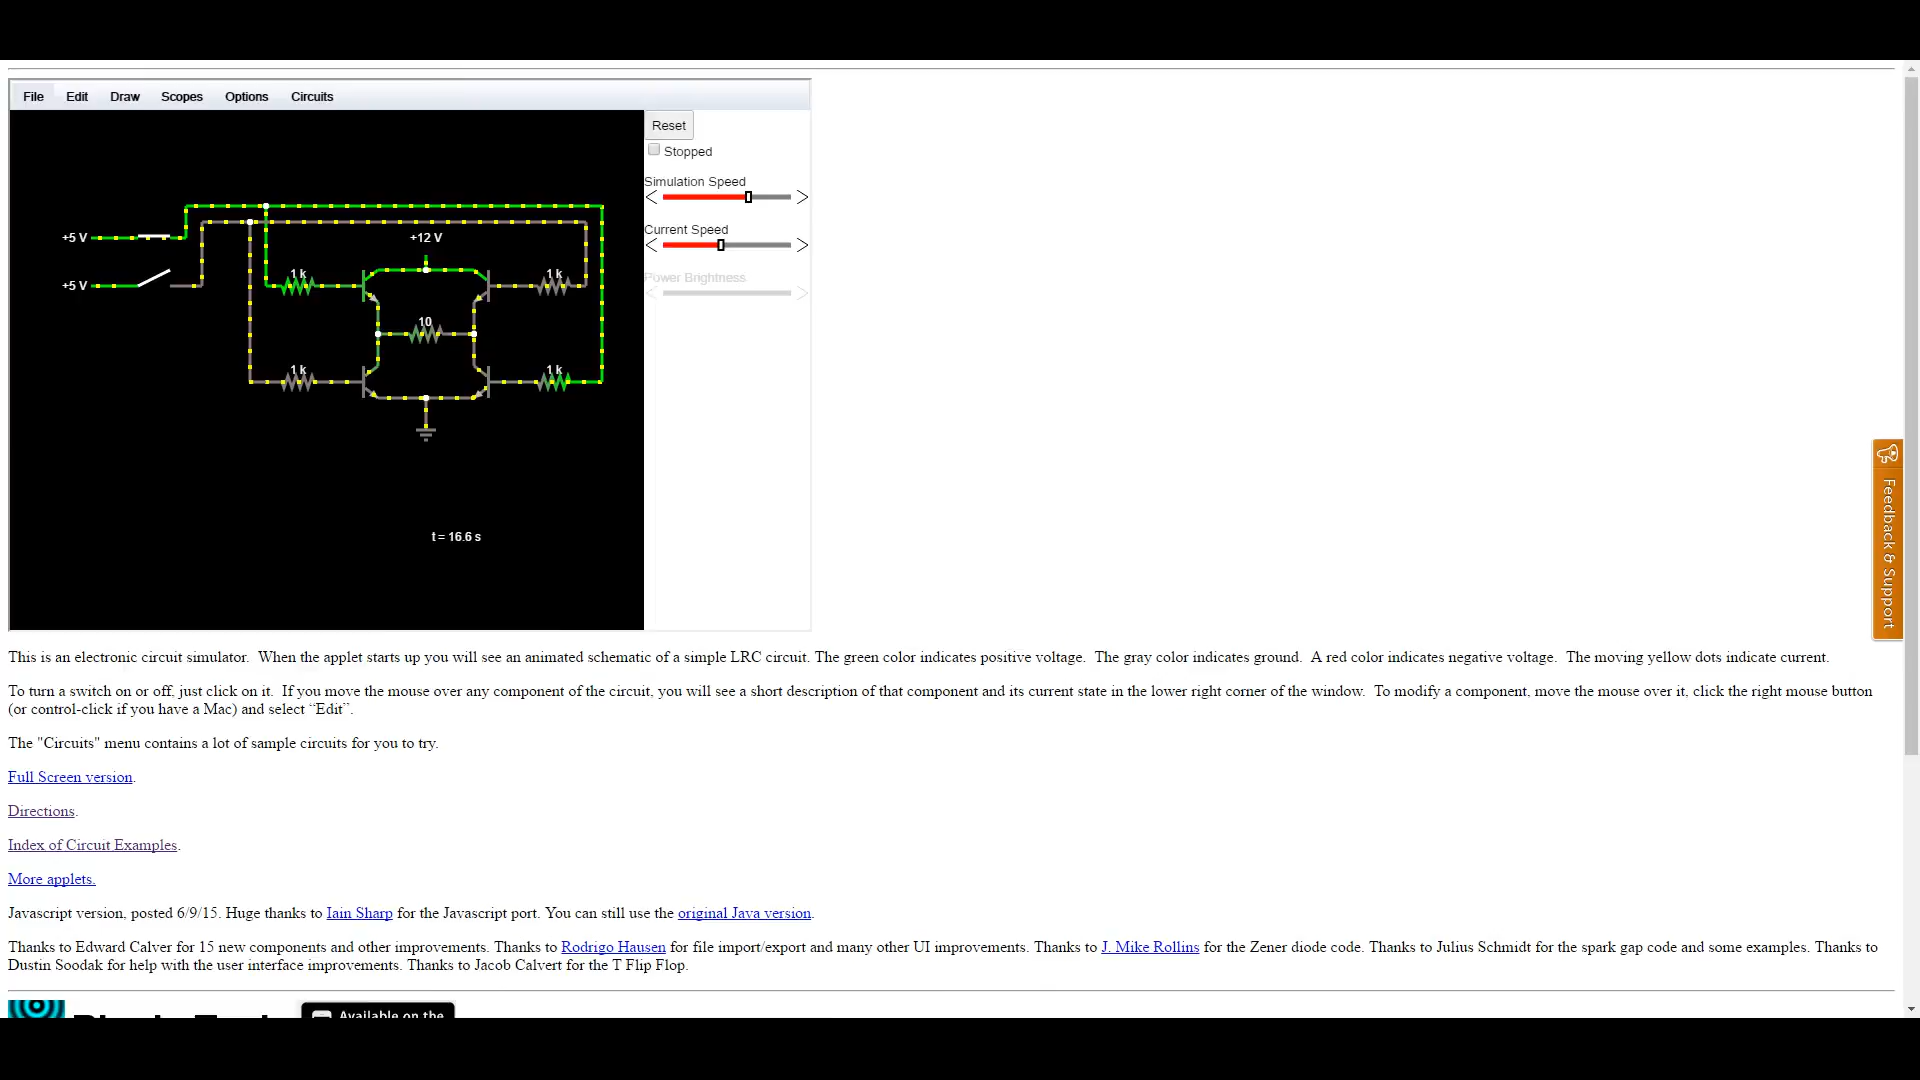 File Edit Draw Scopes Options Circuits
Reset
Stopped
Simulation Speed
Current Speed
Power Brightness
+5 V
+12 V
+5 V
1 k
1 k
10
1 k
1 k
t = 16.6 s
Feedback & Support
This is an electronic circuit simulator.  When the applet starts up you will see an animated schematic of a simple LRC circuit. The green color indicates positive voltage.  The gray color indicates ground.  A red color indicates negative voltage.  The moving yellow dots indicate current.
To turn a switch on or off, just click on it.  If you move the mouse over any component of the circuit, you will see a short description of that component and its current state in the lower right corner of the window.  To modify a component, move the mouse over it, click the right mouse button
(or control-click if you have a Mac) and select “Edit”.
The "Circuits" menu contains a lot of sample circuits for you to try.
Full Screen version.
Directions.
Index of Circuit Examples.
More applets.
Javascript version, posted 6/9/15. Huge thanks to Iain Sharp for the Javascript port. You can still use the original Java version.
Thanks to Edward Calver for 15 new components and other improvements. Thanks to Rodrigo Hausen for file import/export and many other UI improvements. Thanks to J. Mike Rollins for the Zener diode code. Thanks to Julius Schmidt for the spark gap code and some examples. Thanks to
Dustin Soodak for help with the user interface improvements. Thanks to Jacob Calvert for the T Flip Flop.
Available on the